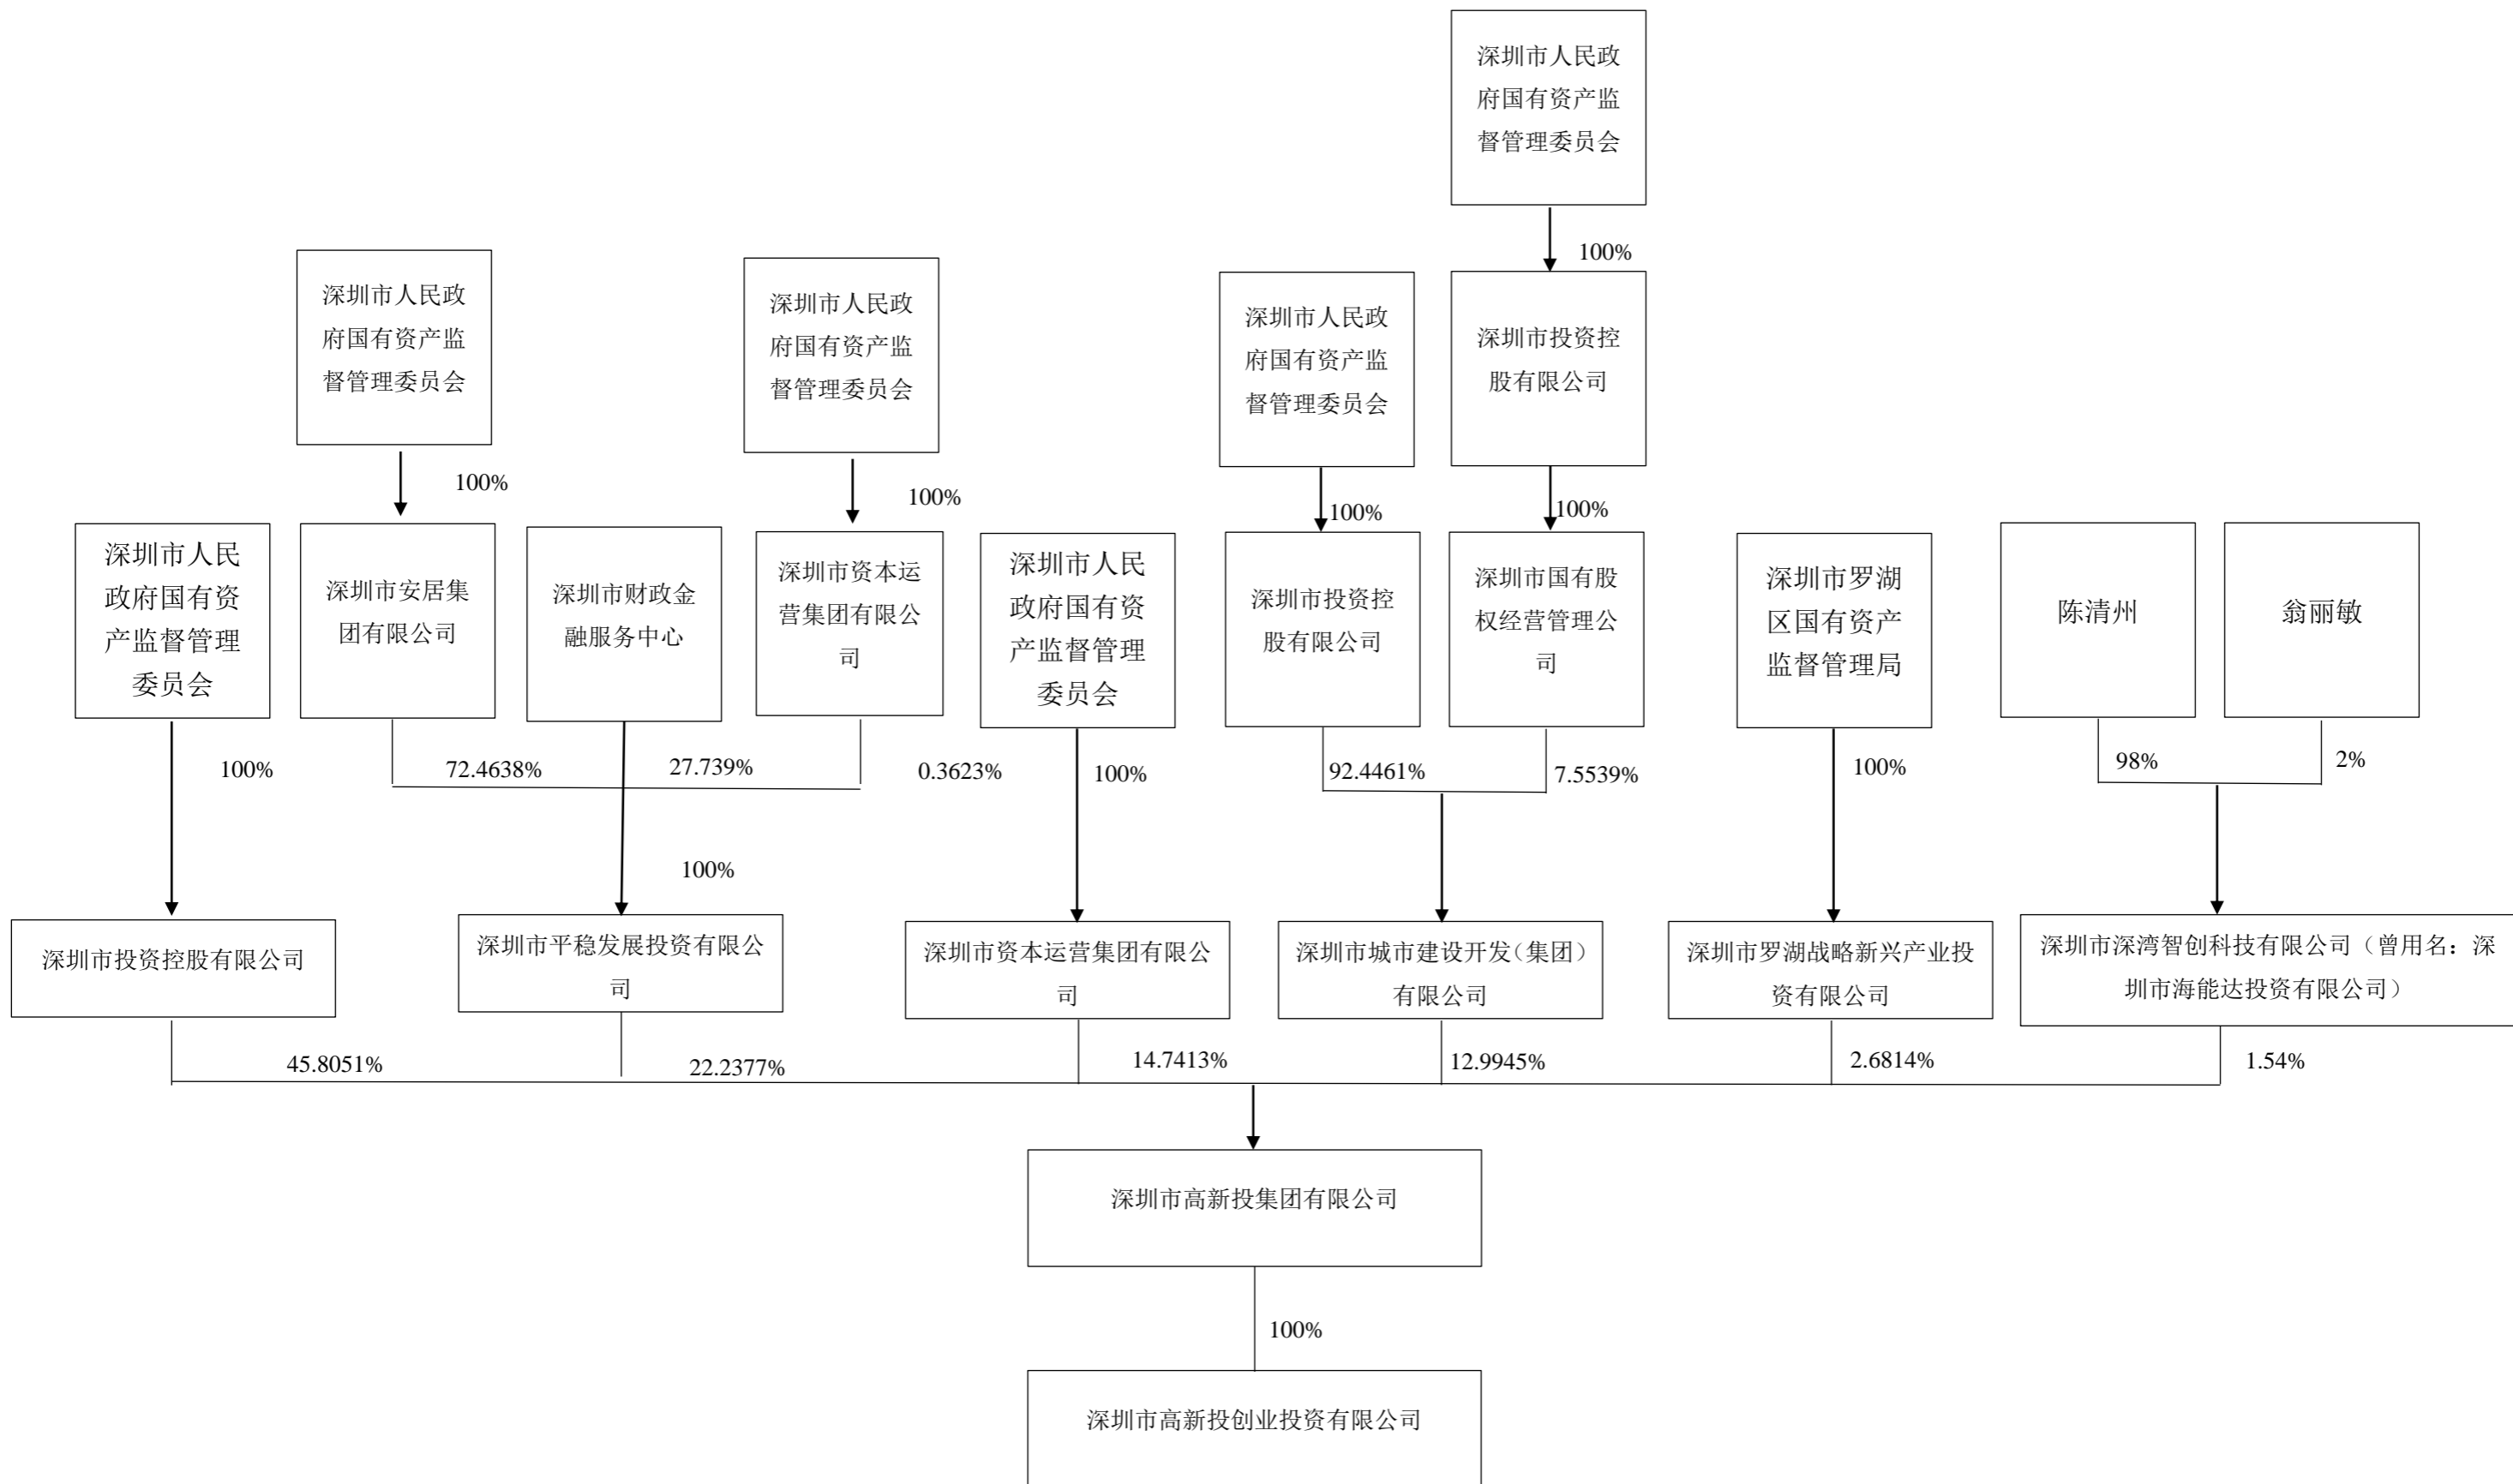 深圳市人民政
府国有资产监
督管理委员会
100%
深圳市人民政
府国有资产监
督管理委员会
深圳市人民政
府国有资产监
督管理委员会
深圳市人民政
府国有资产监
督管理委员会
深圳市投资控
股有限公司
100%
100%
100%
100%
深圳市人民
政府国有资
产监督管理
委员会
深圳市安居集
团有限公司
深圳市财政金
融服务中心
深圳市资本运
营集团有限公
司
深圳市人民
政府国有资
产监督管理
委员会
深圳市投资控
股有限公司
深圳市国有股
权经营管理公
司
深圳市罗湖
区国有资产
监督管理局
陈清州
翁丽敏
100%
72.4638%
27.739%
0.3623%
100%
92.4461%
7.5539%
100%
98%
2%
100%
深圳市投资控股有限公司
深圳市平稳发展投资有限公
司
深圳市资本运营集团有限公
司
深圳市城市建设开发（集团）
有限公司
深圳市罗湖战略新兴产业投
资有限公司
深圳市深湾智创科技有限公司（曾用名：深
圳市海能达投资有限公司）
45.8051%
22.2377%
14.7413%
12.9945%
2.6814%
1.54%
深圳市高新投集团有限公司
100%
深圳市高新投创业投资有限公司